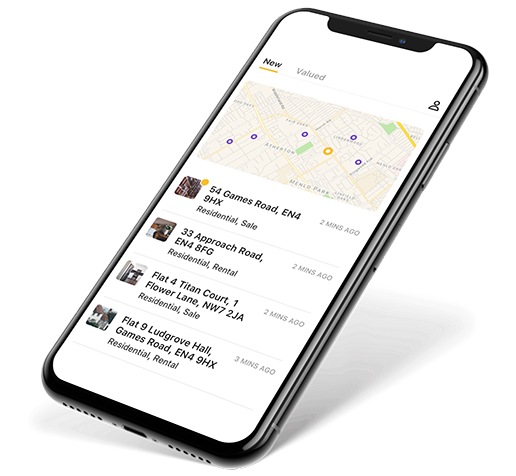 New Valued
ATHERTON
MENLO PARK
54 Games Road, EN4
9HX
Residential, Sale
2 MINS AGO
33 Approach Road,
EN4 8FG
Residential, Rental
2 MINS AGO
Flat 4 Titan Court, 1
Flower Lane, NW7 2JA
Residential, Sale
2 MINS AGO
Flat 9 Ludgrove Hall,
Games Road, EN4 9HX
Residential, Rental
3 MINS AGO